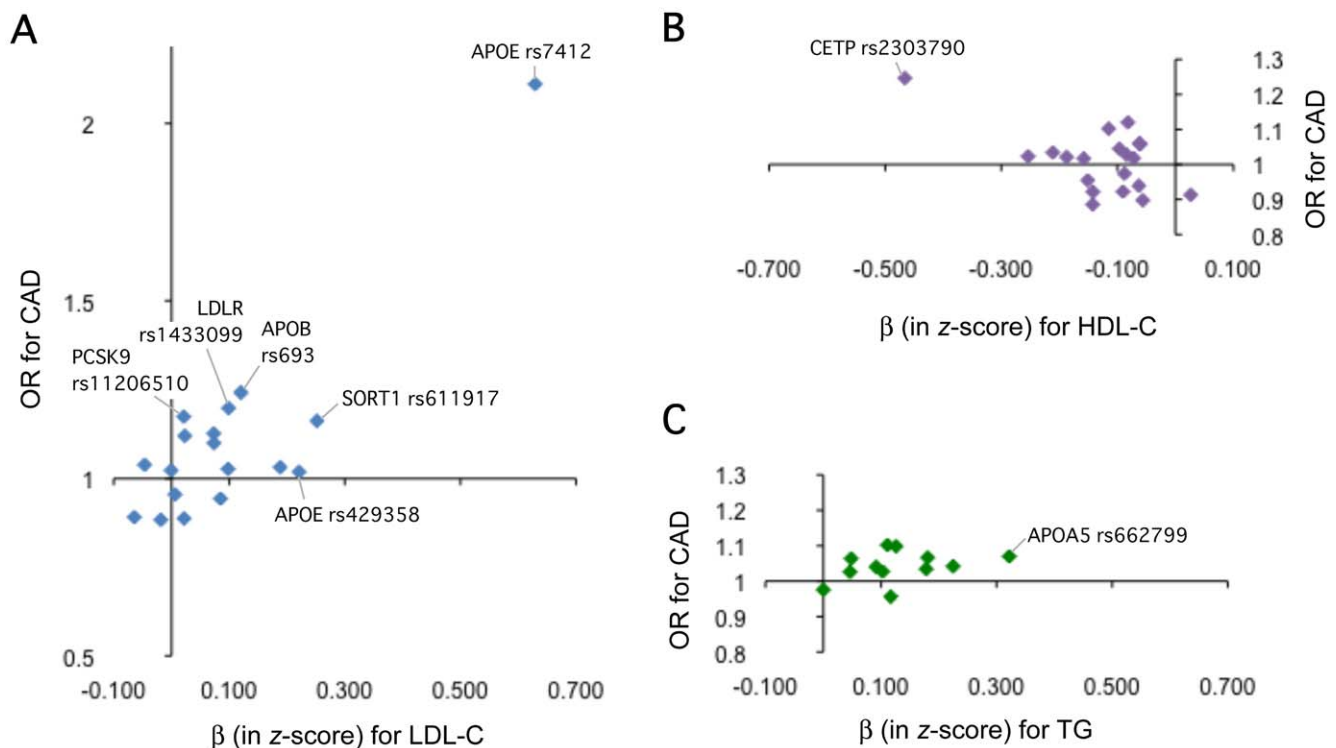 A
APOE rs7412
2
1.5
LDLR
rs1433099
APOB
rs693
PCSK9
rs11206510
SORT1 rs611917
1
APOE rs429358
0.5
OR for CAD
-0.100 0.100 0.300 0.500 0.700
β (in z-score) for LDL-C
B
CETP rs2303790
1.3
1.2
1.1
1
0.9
0.8
OR for CAD
-0.700 -0.500 -0.300 -0.100 0.100
β (in z-score) for HDL-C
C
1.3
1.2
1.1
1
0.9
0.8
OR for CAD
APOA5 rs662799
-0.100 0.100 0.300 0.500 0.700
β (in z-score) for TG